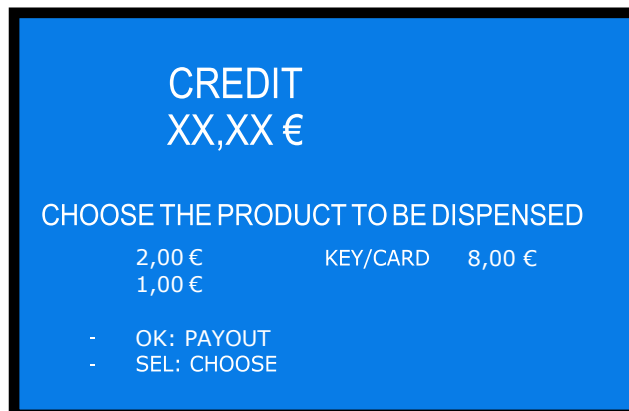 CREDIT
XX,XX €
CHOOSE THE PRODUCT TO BE DISPENSED
2,00 € KEY/CARD 8,00 €
1,00 €
- OK: PAYOUT
- SEL: CHOOSE